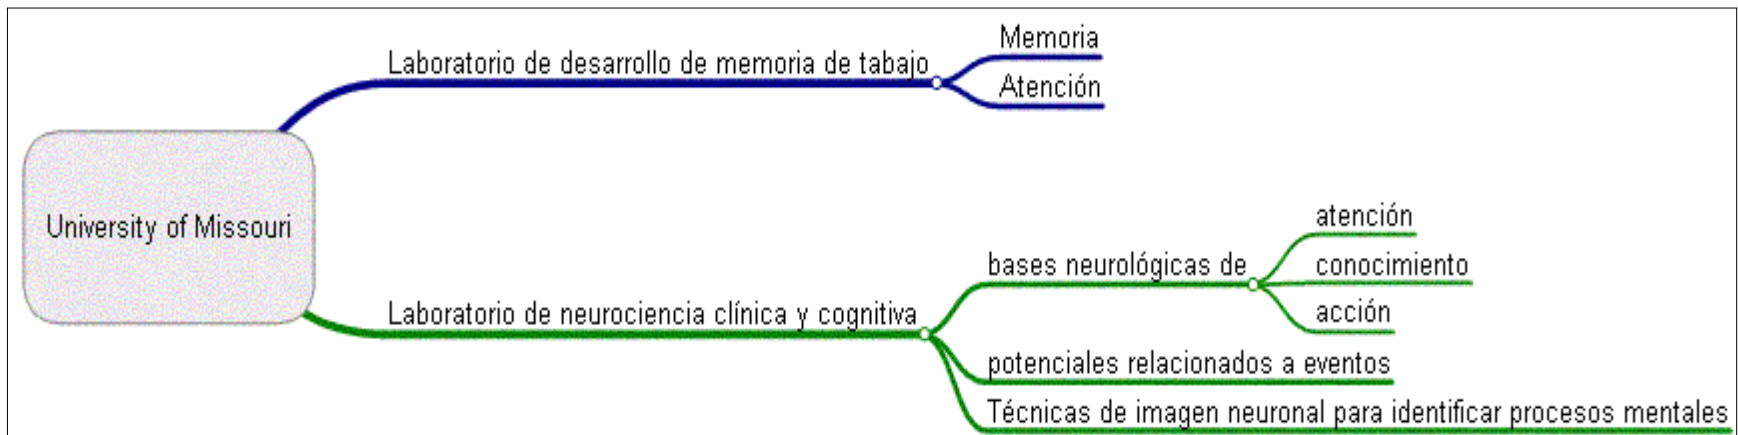 University of Missouri
Laboratorio de desarrollo de memoria de tabajo
Memoria
Atención
Laboratorio de neurociencia clínica y cognitiva
bases neurológicas de
atención
conocimiento
acción
potenciales relacionados a eventos
Técnicas de imagen neuronal para identificar procesos mentales